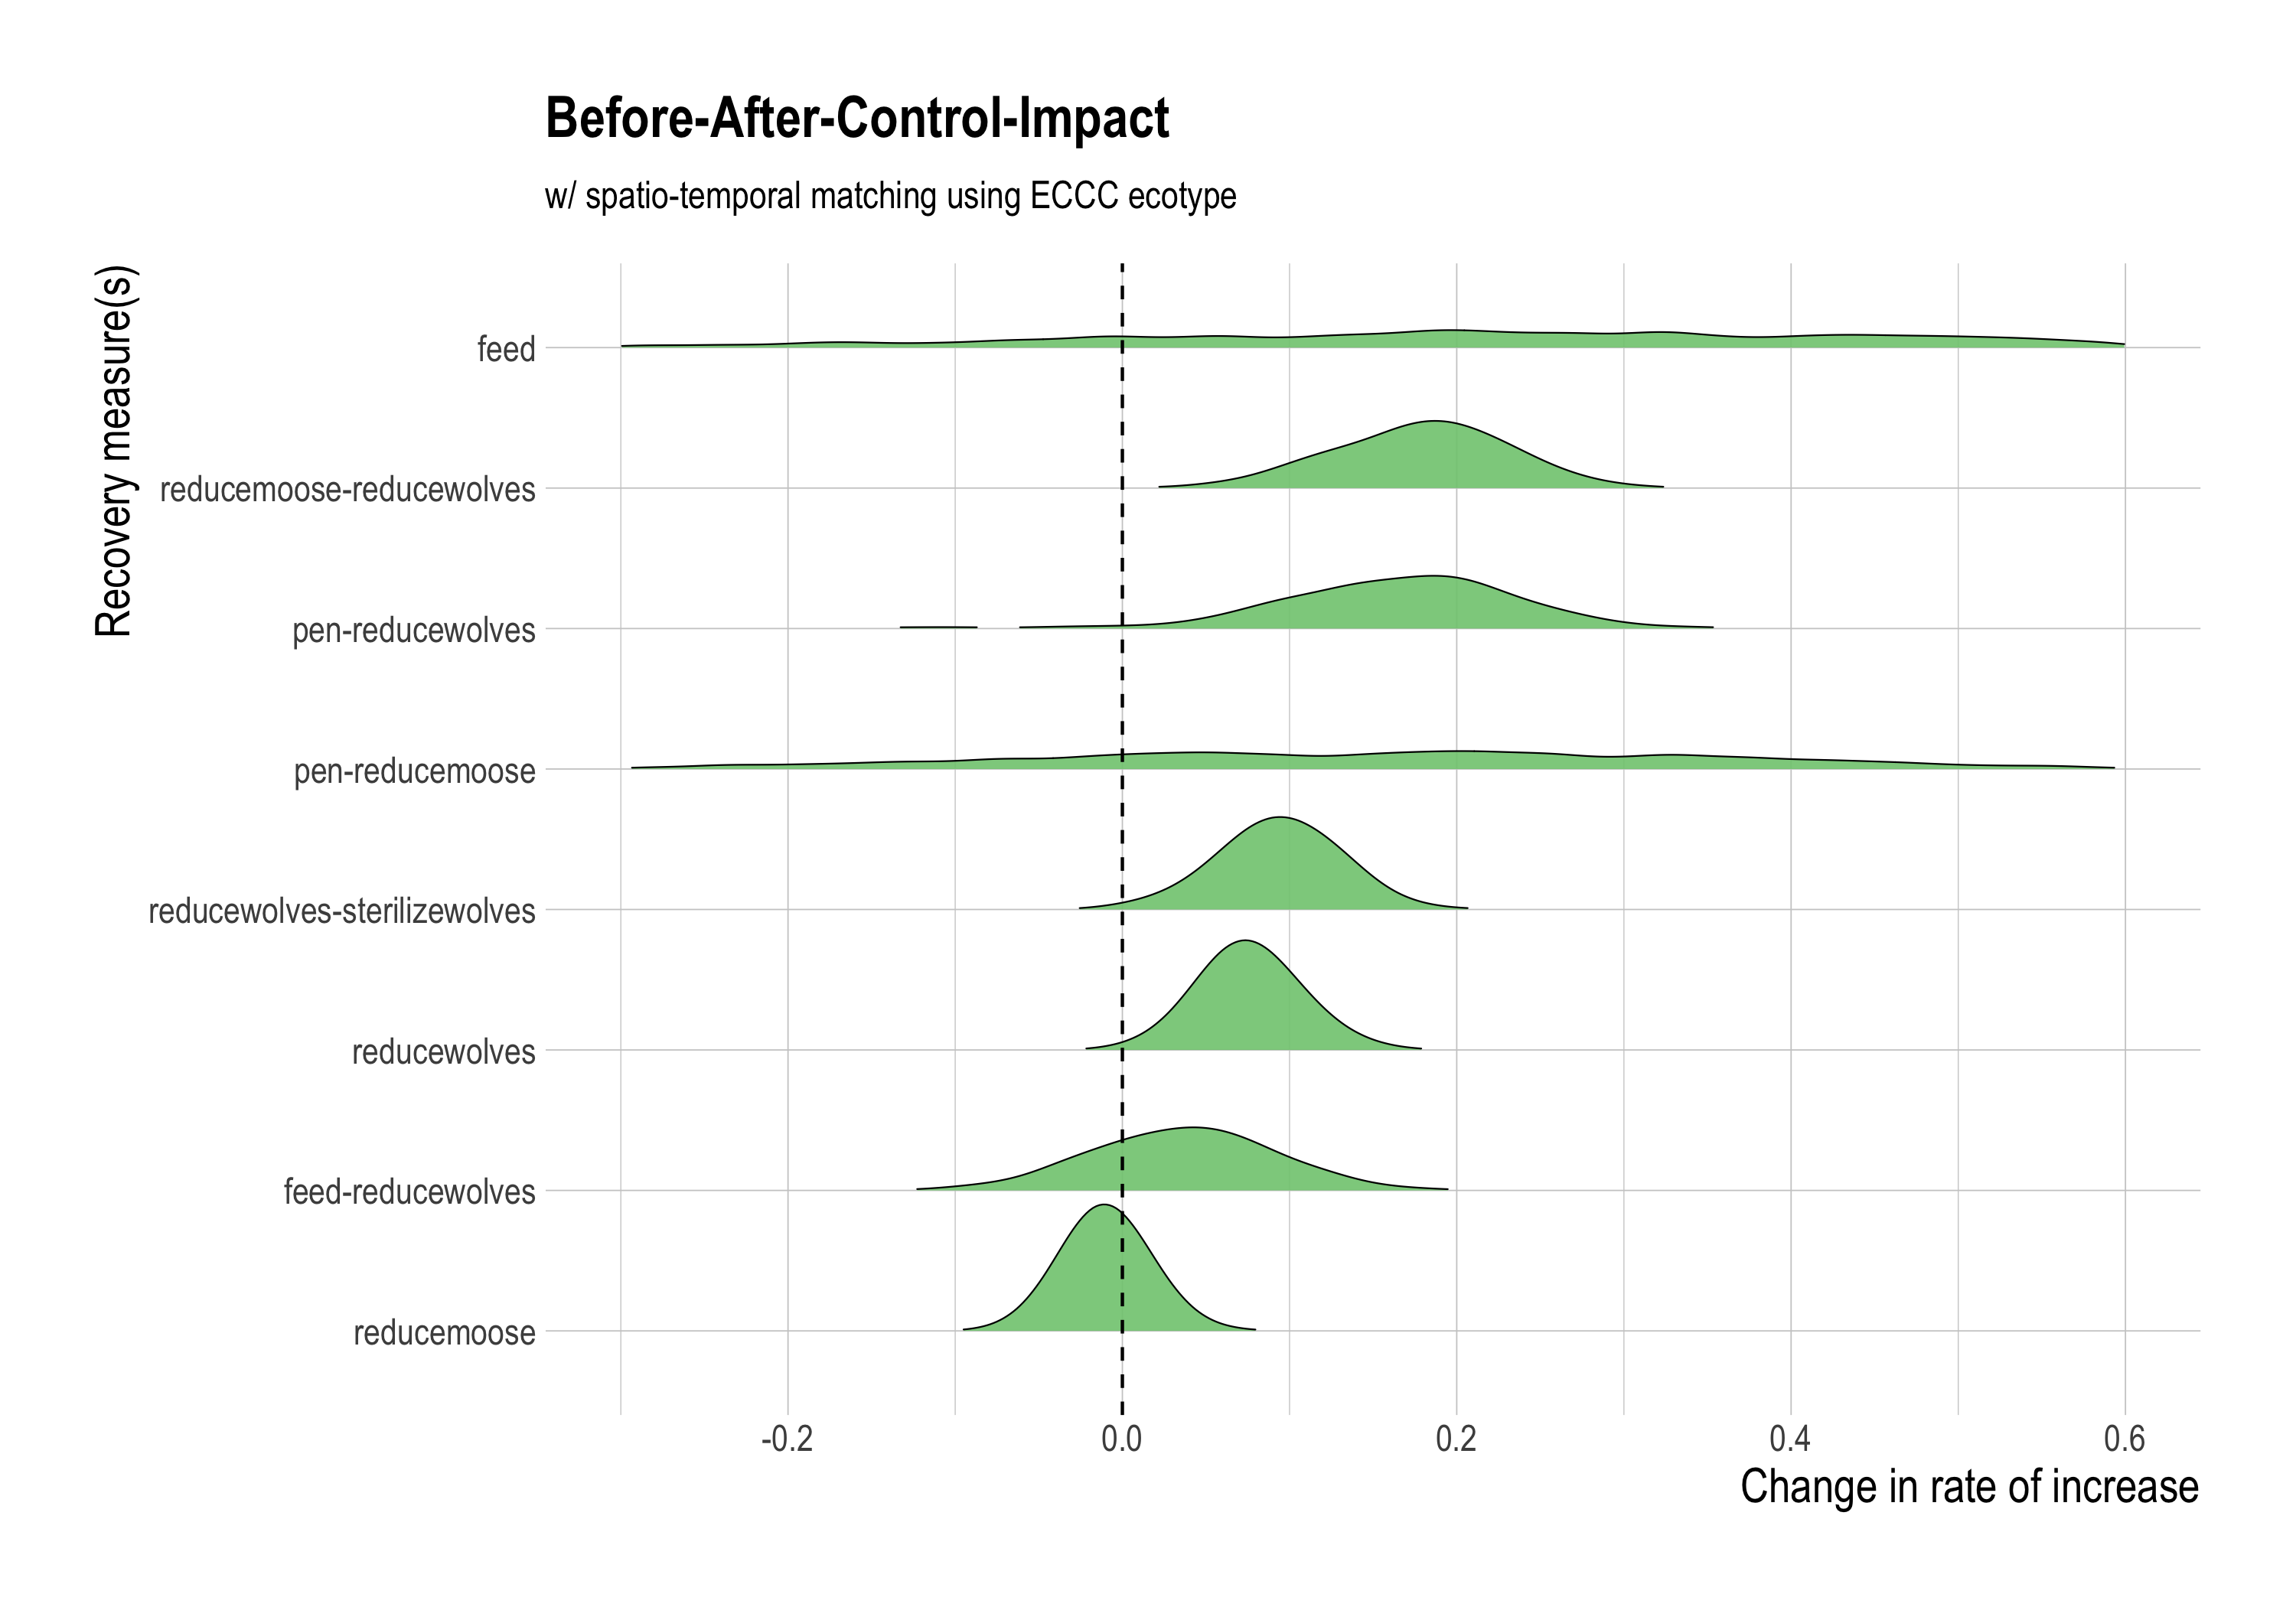 Before-After-Control-Impact
w/ spatio-temporal matching using ECCC ecotype
Recovery measure(s)
feed
reducemoose-reducewolves
pen-reducewolves
pen-reducemoose
reducewolves-sterilizewolves
reducewolves
feed-reducewolves
reducemoose
-0.2 0.0 0.2 0.4 0.6
Change in rate of increase